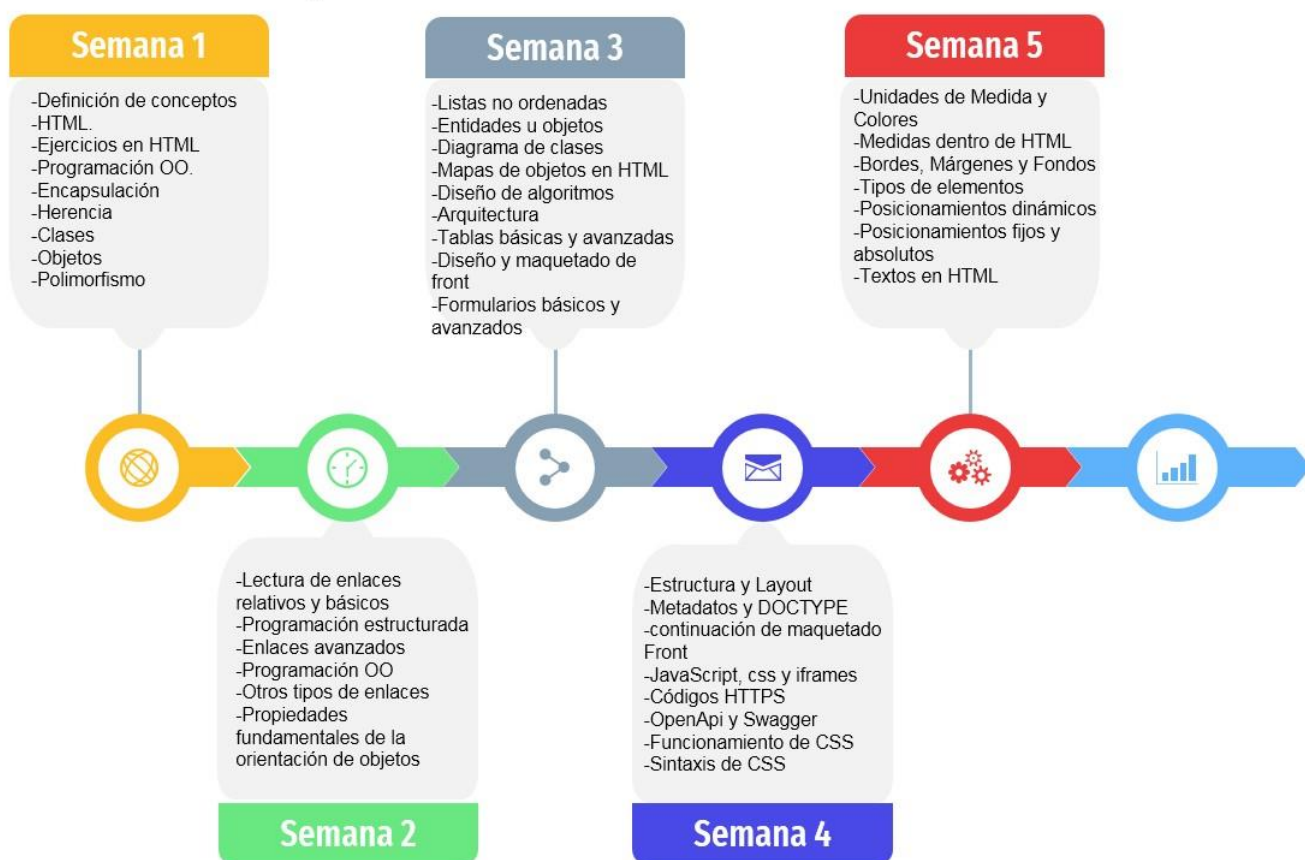 Semana 1
-Definición de conceptos
-HTML.
-Ejercicios en HTML
-Programación OO.
-Encapsulación
-Herencia
-Clases
-Objetos
-Polimorfismo
Semana 3
-Listas no ordenadas
-Entidades u objetos
-Diagrama de clases
-Mapas de objetos en HTML
-Diseño de algoritmos
-Arquitectura
-Tablas básicas y avanzadas
-Diseño y maquetado de
front
-Formularios básicos y
avanzados
Semana 5
-Unidades de Medida y
Colores
-Medidas dentro de HTML
-Bordes, Márgenes y Fondos
-Tipos de elementos
-Posicionamientos dinámicos
-Posicionamientos fijos y
absolutos
-Textos en HTML
-Lectura de enlaces
relativos y básicos
-Programación estructurada
-Enlaces avanzados
-Programación OO
-Otros tipos de enlaces
-Propiedades
fundamentales de la
orientación de objetos
Semana 2
-Estructura y Layout
-Metadatos y DOCTYPE
-continuación de maquetado
Front
-JavaScript, css y iframes
-Códigos HTTPS
-OpenApi y Swagger
-Funcionamiento de CSS
-Sintaxis de CSS
Semana 4